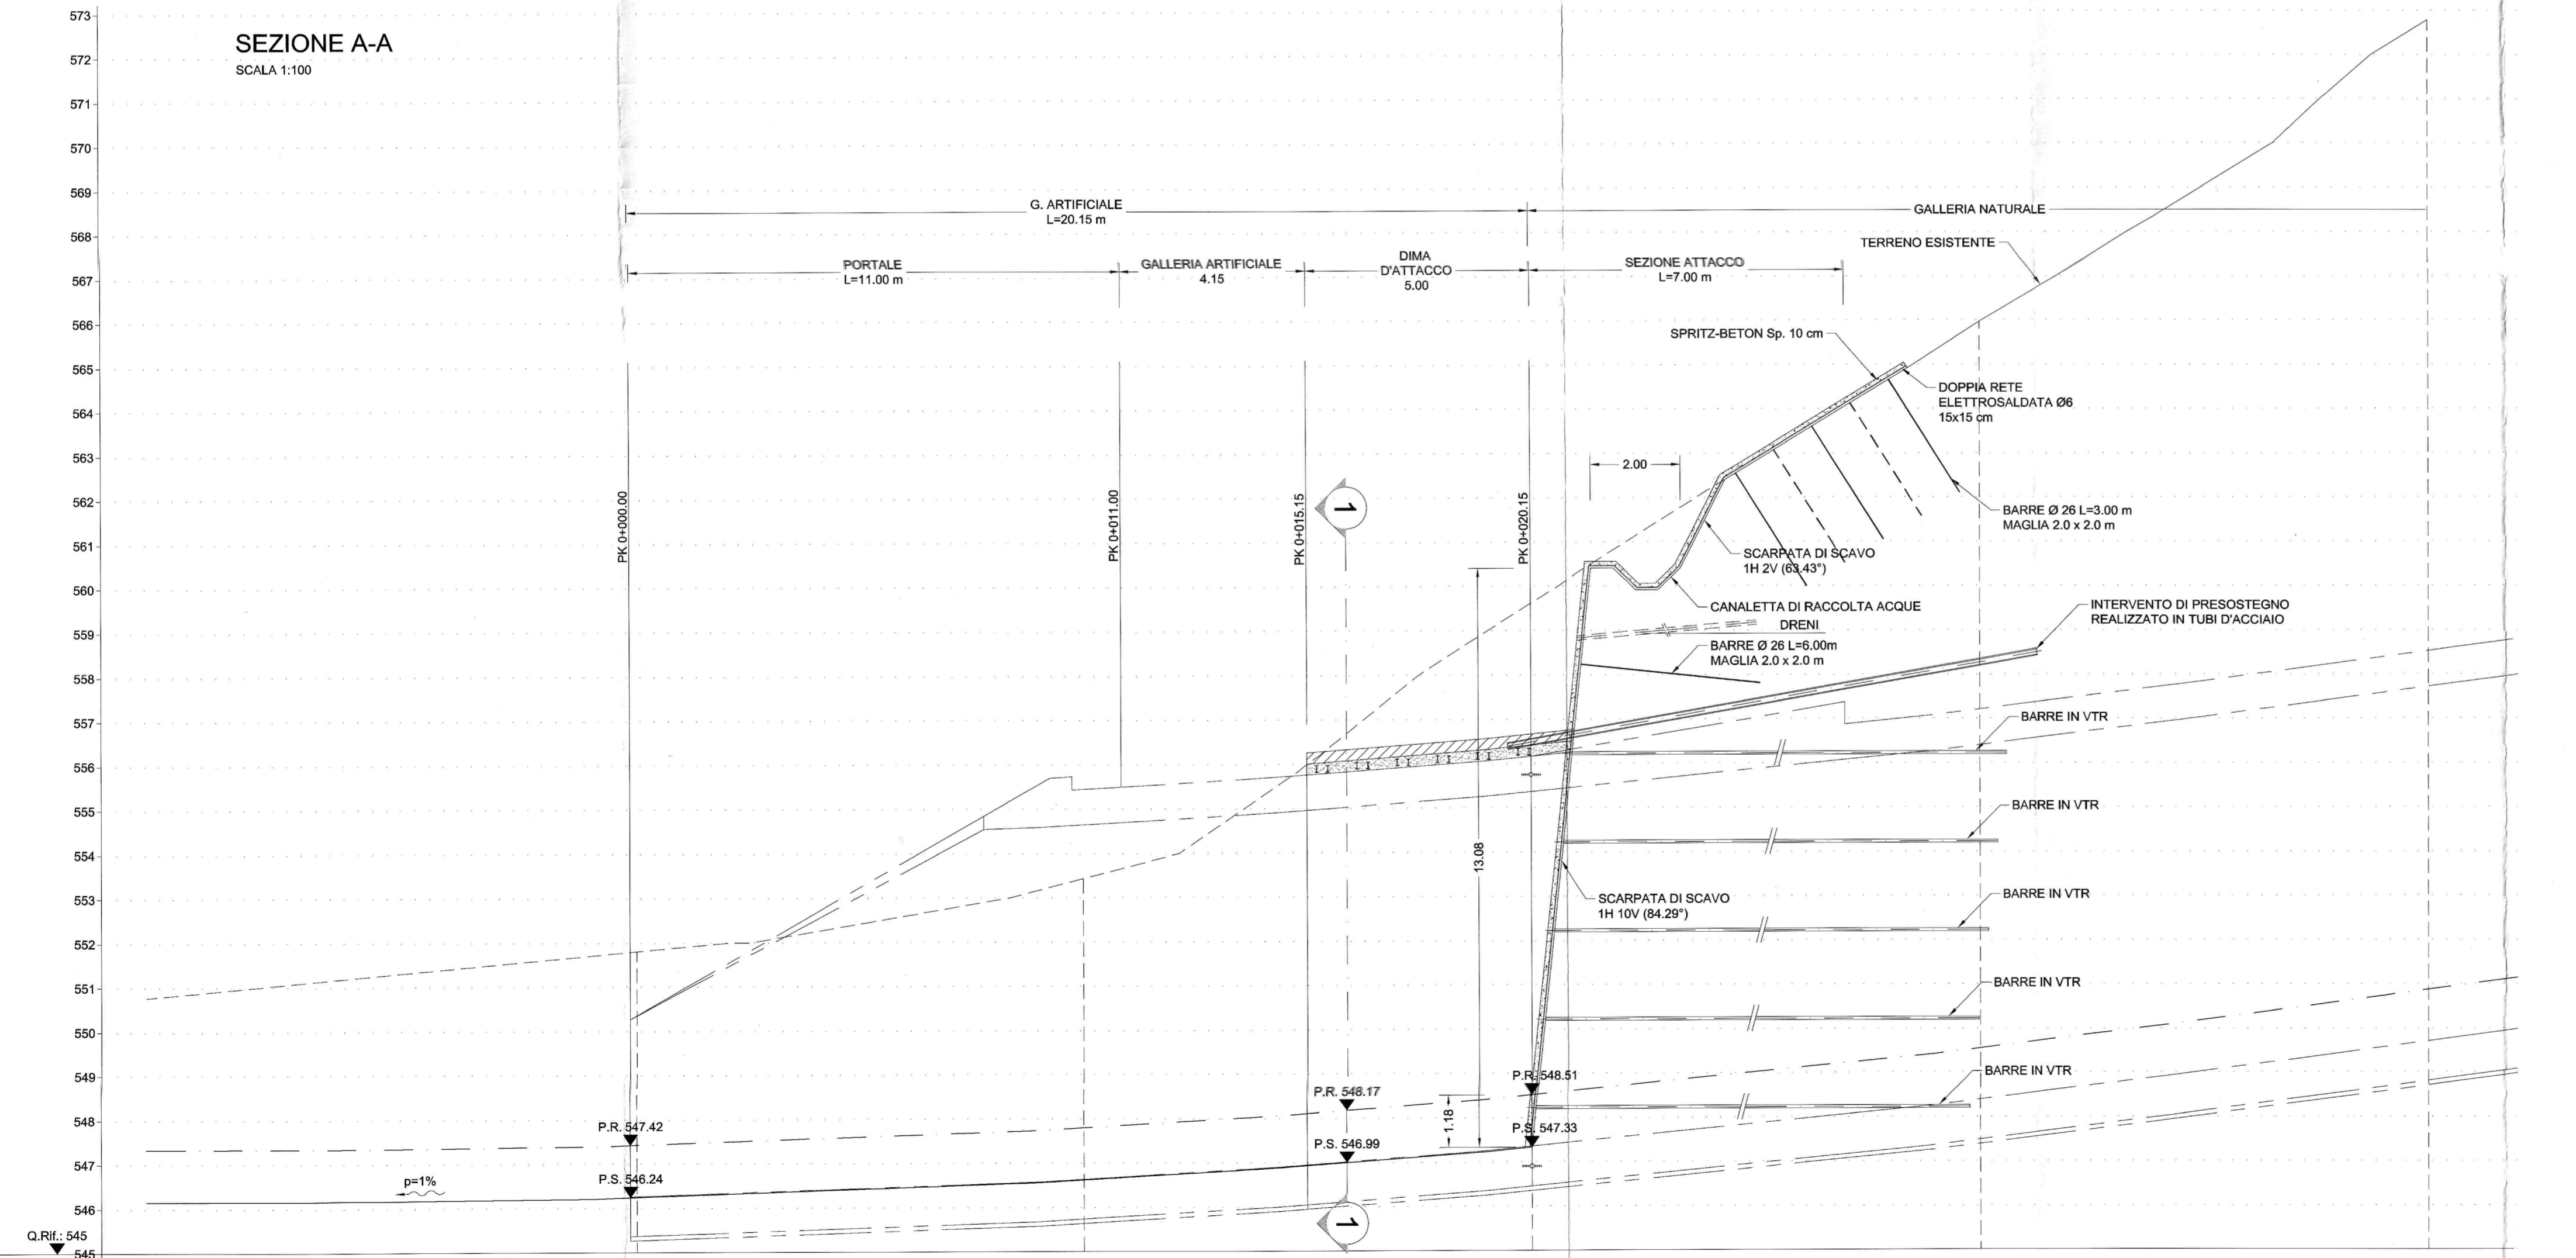 573
SEZIONE A-A
SCALA 1:100
572
571
570
569
G. ARTIFICIALE
L=20.15 m
GALLERIA NATURALE
568
TERRENO ESISTENTE
PORTALE
L=11.00 m
GALLERIA ARTIFICIALE
4.15
DIMA
D'ATTACCO
5.00
SEZIONE ATTACCO
L=7.00 m
567
566
SPRITZ-BETON Sp. 10 cm
565
DOPPIA RETE
ELETTROSALDATA Ø6
15x15 cm
564
563
2.00
562
PK 0+000.00
PK 0+011.00
PK 0+015.15
1
PK 0+020.15
BARRE Ø 26 L=3.00 m
MAGLIA 2.0 x 2.0 m
561
SCARPATA DI SCAVO
1H 2V (63.43°)
560
CANALETTA DI RACCOLTA ACQUE
INTERVENTO DI PRESOSTEGNO
REALIZZATO IN TUBI D'ACCIAIO
DRENI
559
BARRE Ø 26 L=6.00m
MAGLIA 2.0 x 2.0 m
558
557
BARRE IN VTR
556
555
BARRE IN VTR
554
13.08
553
BARRE IN VTR
SCARPATA DI SCAVO
1H 10V (84.29°)
552
551
BARRE IN VTR
550
549
P.R. 548.51
BARRE IN VTR
P.R. 548.17
548
P.R. 547.42
1.18
P.S. 547.33
P.S. 546.99
547
P.S. 546.24
p=1%
546
1
Q.Rif.: 545
545